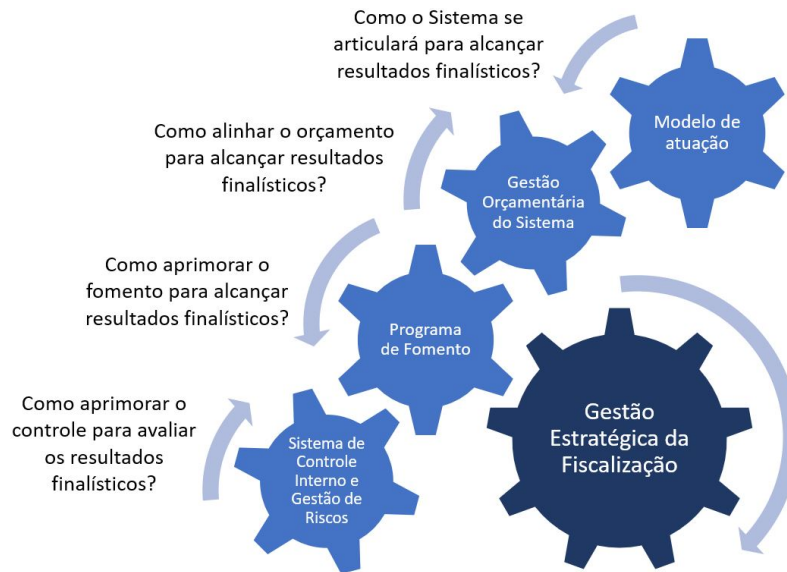 Como o Sistema se
articulará para alcançar
resultados finalísticos?
Modelo de
atuação
Como alinhar o orçamento
para alcançar resultados
finalísticos?
Gestão
Orçamentária
do Sistema
Como aprimorar o
fomento para alcançar
resultados finalísticos?
Programa
de Fomento
Como aprimorar o
controle para avaliar
os resultados
finalísticos?
Sistema de
Controle
Interno e
Gestão de
Riscos
Gestão
Estratégica da
Fiscalização